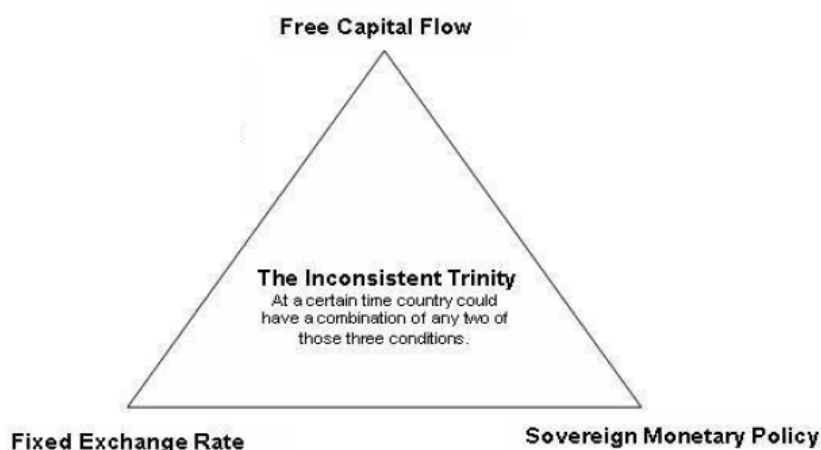 Free Capital Flow
The Inconsistent Trinity
At a certain time country could
have a combination of any two of
those three conditions.
Fixed Exchange Rate
Sovereign Monetary Policy